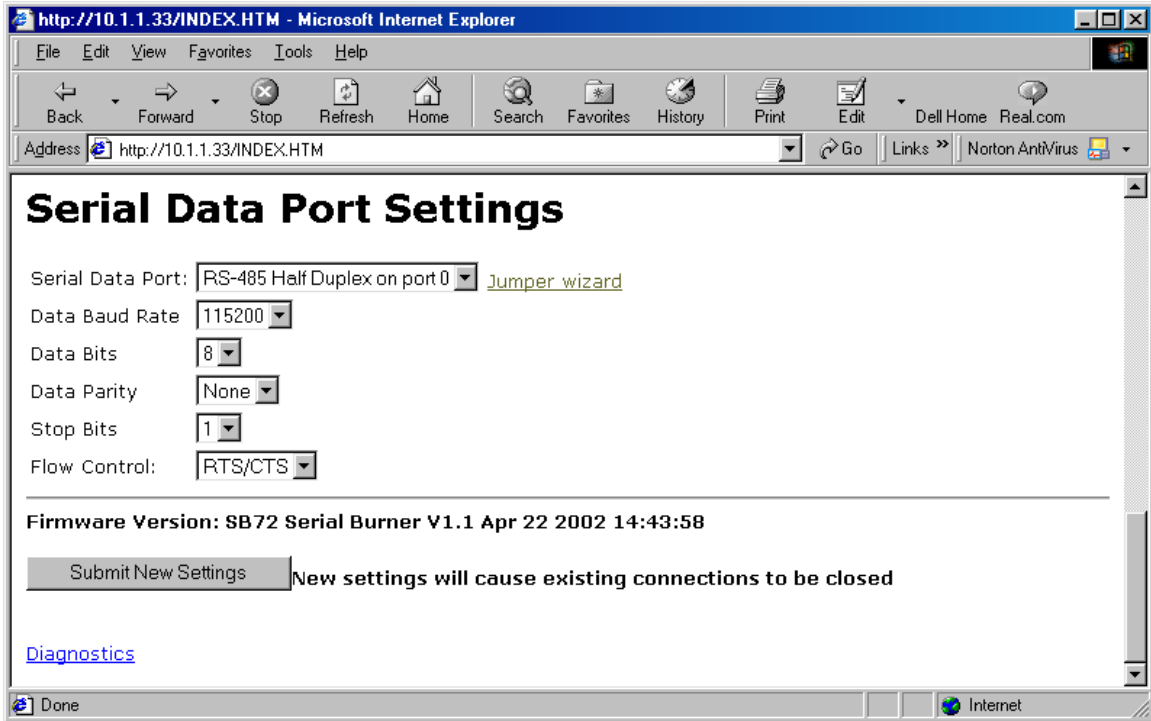 http://10.1.1.33/INDEX.HTM - Microsoft Internet Explorer
File Edit View Favorites Tools Help
Back Forward Stop Refresh Home Search Favorites History Print Edit Dell Home Real.com
Address http://10.1.1.33/INDEX.HTM Go Links » Norton AntiVirus
Serial Data Port Settings
Serial Data Port: RS-485 Half Duplex on port 0 Jumper wizard
Data Baud Rate 115200
Data Bits 8
Data Parity None
Stop Bits 1
Flow Control: RTS/CTS
Firmware Version: SB72 Serial Burner V1.1 Apr 22 2002 14:43:58
Submit New Settings New settings will cause existing connections to be closed
Diagnostics
Done Internet